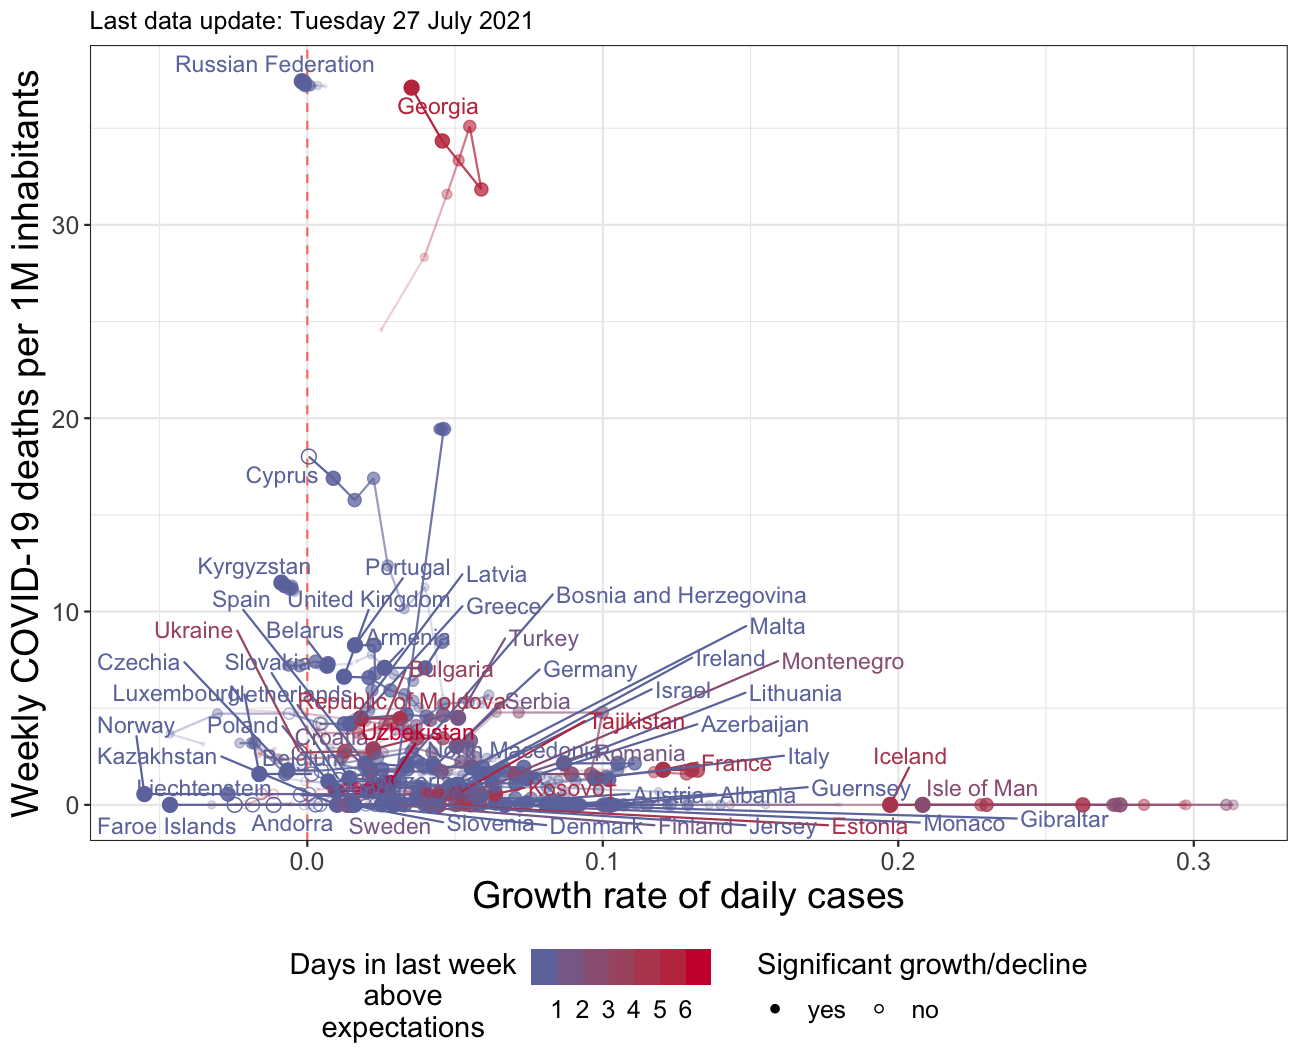 Last data update: Tuesday 27 July 2021
Weekly COVID-19 deaths per 1M inhabitants
30
20
10
0
Russian Federation
Georgia
Cyprus
Kyrgyzstan
Portugal
Latvia
Spain
United Kingdom
Greece
Bosnia and Herzegovina
Ukraine
Belarus
Armenia
Turkey
Malta
Czechia
Slovakia
Bulgaria
Germany
Ireland
Montenegro
Luxembourg
Netherlands
Republic of Moldova
Serbia
Israel
Lithuania
Norway
Poland
Croatia
Uzbekistan
Tajikistan
Azerbaijan
Kazakhstan
Belgium
North Macedonia
Romania
France
Italy
Iceland
Liechtenstein
Kosovo†
Austria
Albania
Guernsey
Isle of Man
Faroe Islands
Andorra
Sweden
Slovenia
Denmark
Finland
Jersey
Estonia
Monaco
Gibraltar
0.0
0.1
0.2
0.3
Growth rate of daily cases
Days in last week
above
expectations
1 2 3 4 5 6
Significant growth/decline
yes
no